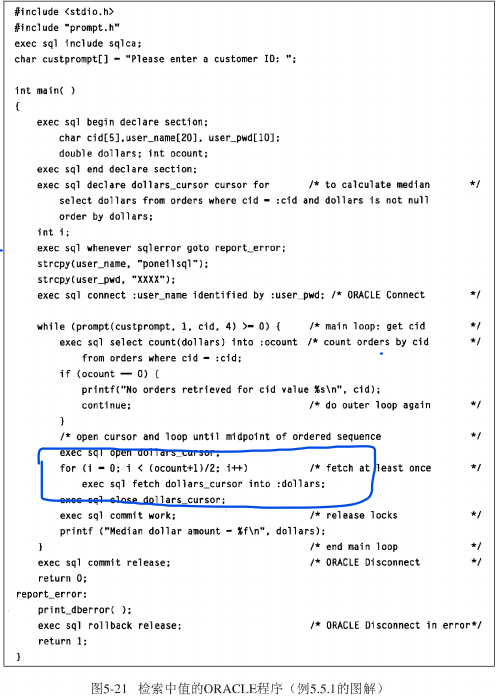 #include <stdio.h>
#include "prompt.h"
exec sql include sqlca;
char custprompt[] = "Please enter a customer ID: ";
int main( )
{
exec sql begin declare section;
char cid[5],user_name[20], user_pwd[10];
double dollars; int ocount;
exec sql end declare section;
exec sql declare dollars_cursor cursor for /* to calculate median */
select dollars from orders where cid = :cid and dollars is not null
order by dollars;
int i;
exec sql whenever sqlerror goto report_error;
strcpy(user_name, "poneilsql");
strcpy(user_pwd, "XXXX");
exec sql connect :user_name identified by :user_pwd; /* ORACLE Connect */
while (prompt(custprompt, 1, cid, 4) >= 0) { /* main loop: get cid */
exec sql select count(dollars) into :ocount /* count orders by cid */
from orders where cid = :cid;
if (ocount == 0) {
printf("No orders retrieved for cid value %s\n", cid);
continue; /* do outer loop again */
}
/* open cursor and loop until midpoint of ordered sequence */
exec sql open dollars_cursor;
for (i = 0; i < (ocount+1)/2; i++) /* fetch at least once */
exec sql fetch dollars_cursor into :dollars;
exec sql close dollars_cursor;
exec sql commit work; /* release locks */
printf ("Median dollar amount = %f\n", dollars);
} /* end main loop */
exec sql commit release; /* ORACLE Disconnect */
return 0;
report_error:
print_dberror( );
exec sql rollback release; /* ORACLE Disconnect in error*/
return 1;
}
图5-21 检索中值的ORACLE程序（例5.5.1的图解）